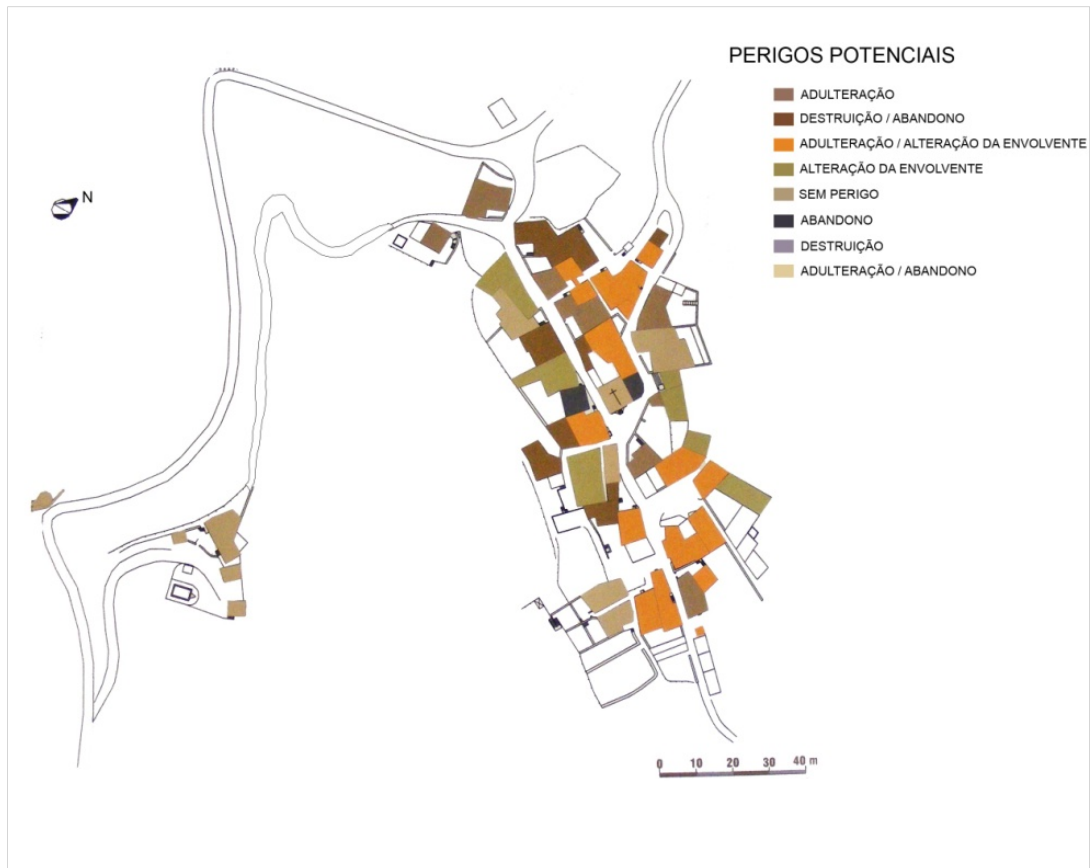 PERIGOS POTENCIAIS
ADULTERAÇÃO
DESTRUIÇÃO / ABANDONO
ADULTERAÇÃO / ALTERAÇÃO DA ENVOLVENTE
ALTERAÇÃO DA ENVOLVENTE
SEM PERIGO
ABANDONO
DESTRUIÇÃO
ADULTERAÇÃO / ABANDONO
N
0 10 20 30 40 m